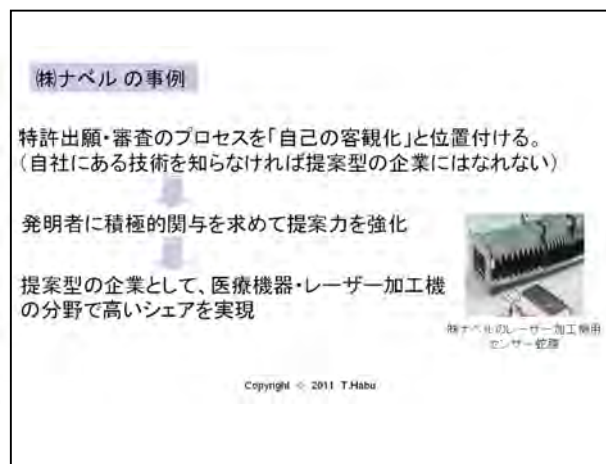 ㈱ナベル の事例
特許出願・審査のプロセスを「自己の客観化」と位置付ける。
（自社にある技術を知らなければ提案型の企業にはなれない）
発明者に積極的関与を求めて提案力を強化
提案型の企業として、医療機器・レーザー加工機
の分野で高いシェアを実現
㈱ナベルのレーザー加工機用
センサー蛇腹
Copyright © 2011 T.Habu